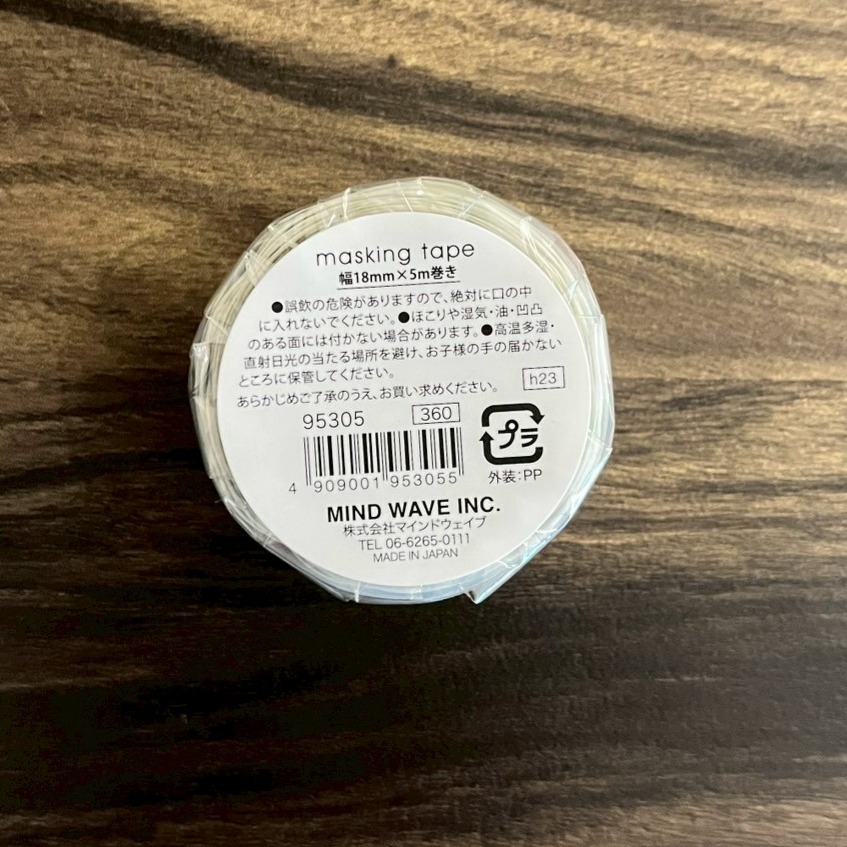 masking tape
幅18mm×5m巻き
●誤飲の危険がありますので、絶対に口の中
に入れないでください。●ほこりや湿気・油・凹凸
のある面には付かない場合があります。●高温多湿・
直射日光の当たる場所を避け、お子様の手の届かない
ところに保管してください。
あらかじめご了承のうえ、お買い求めください。
h23
95305
360
プラ
4 909001 953055
外装:PP
MIND WAVE INC.
株式会社マインドウェイブ
TEL 06-6265-0111
MADE IN JAPAN